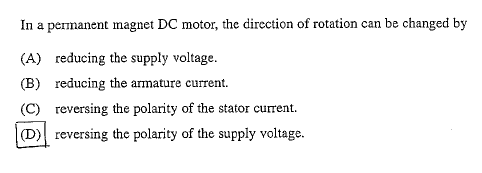 In a permanent magnet DC motor, the direction of rotation can be changed by
(A) reducing the supply voltage.
(B) reducing the armature current.
(C) reversing the polarity of the stator current.
(D) reversing the polarity of the supply voltage.